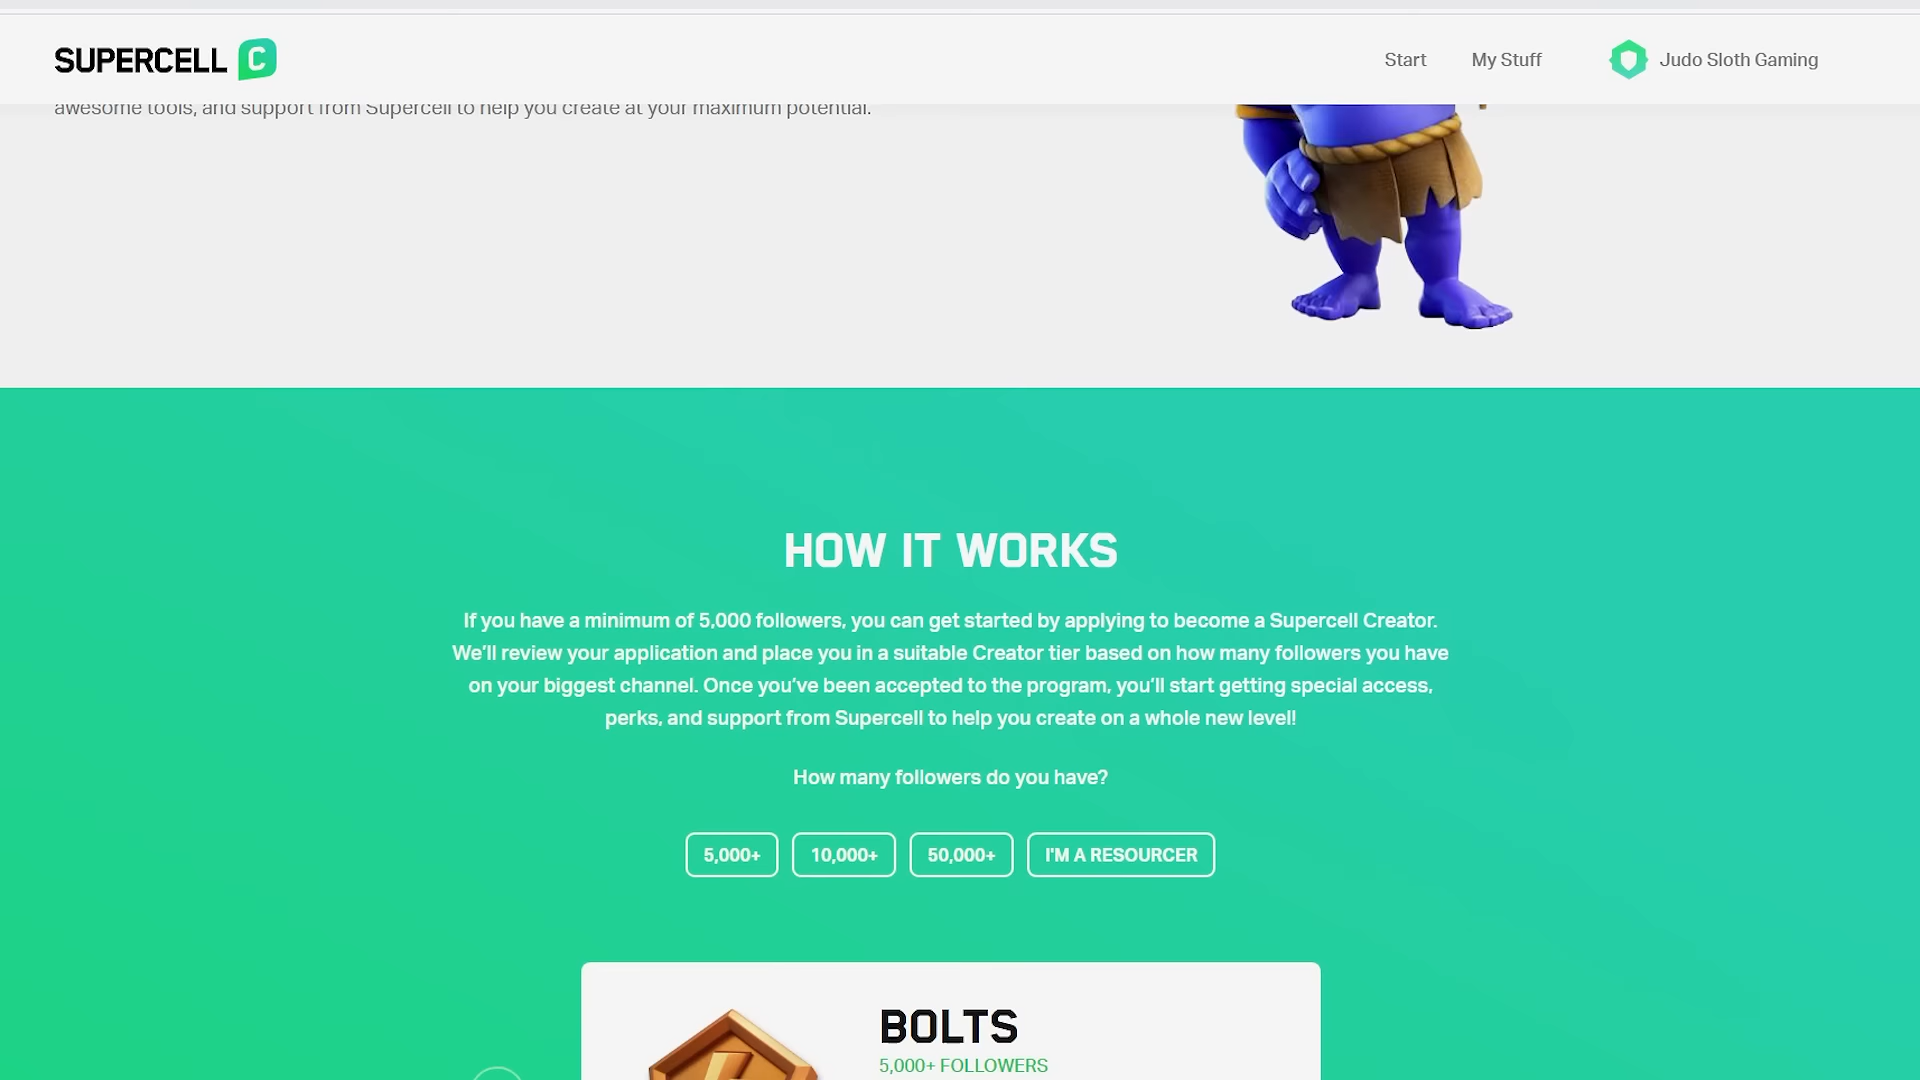 SUPERCELL C
Start
My Stuff
Judo Sloth Gaming
awesome tools, and support from Supercell to help you create at your maximum potential.
HOW IT WORKS
If you have a minimum of 5,000 followers, you can get started by applying to become a Supercell Creator.
We’ll review your application and place you in a suitable Creator tier based on how many followers you have
on your biggest channel. Once you’ve been accepted to the program, you’ll start getting special access,
perks, and support from Supercell to help you create on a whole new level!
How many followers do you have?
5,000+
10,000+
50,000+
I'M A RESOURCER
BOLTS
5,000+ FOLLOWERS